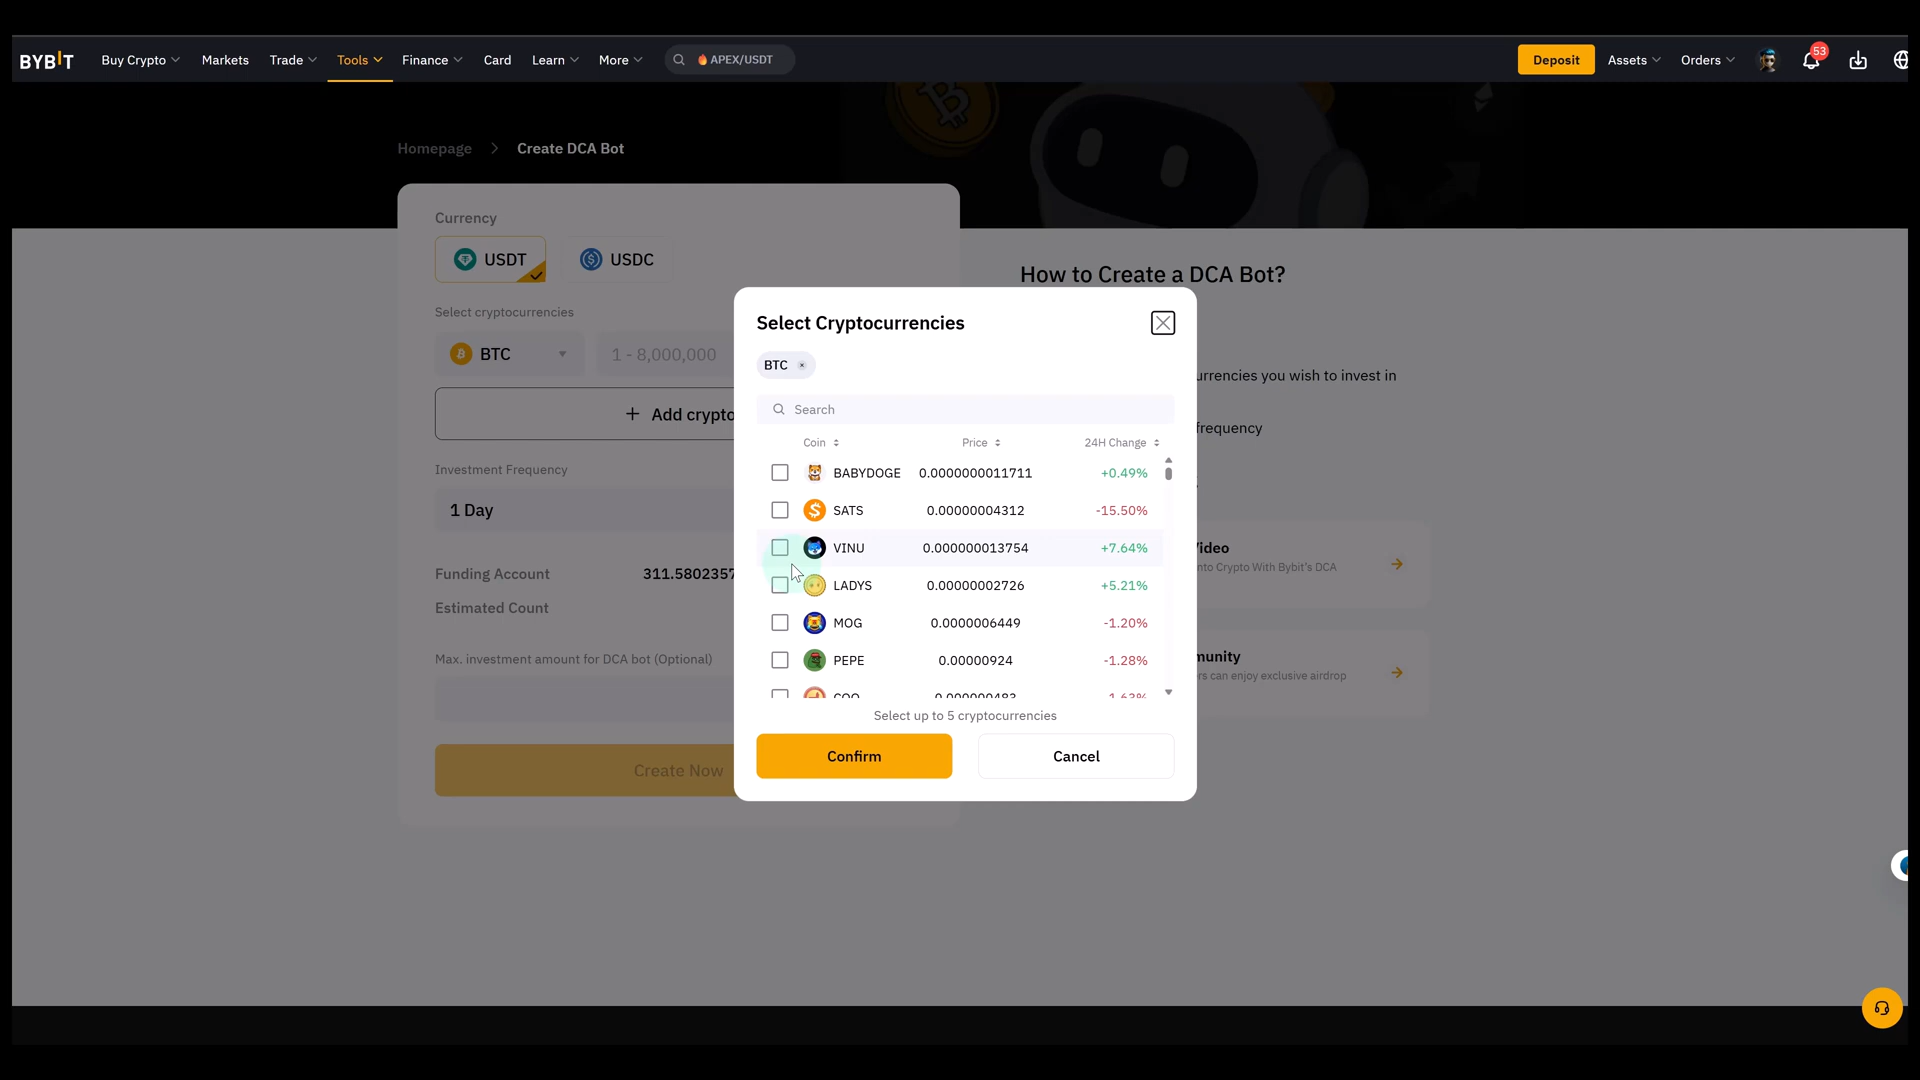 BYBIT Buy Crypto Markets Trade Tools Finance Card Learn More APEX/USDT Deposit Assets Orders 53
Homepage > Create DCA Bot
Currency
USDT USDC
Select cryptocurrencies
BTC 1 - 8,000,000
+ Add crypto
Investment Frequency
1 Day
Funding Account 311.5802357
Estimated Count
Max. investment amount for DCA bot (Optional)
Create Now
How to Create a DCA Bot?
urrencies you wish to invest in
frequency
Video
nto Crypto With Bybit's DCA
munity
rs can enjoy exclusive airdrop
Select Cryptocurrencies
BTC ×
Search
Coin Price 24H Change
BABYDOGE 0.0000000011711 +0.49%
SATS 0.00000004312 -15.50%
VINU 0.000000013754 +7.64%
LADYS 0.00000002726 +5.21%
MOG 0.0000006449 -1.20%
PEPE 0.00000924 -1.28%
COQ 0.000000483 -1.63%
Select up to 5 cryptocurrencies
Confirm Cancel